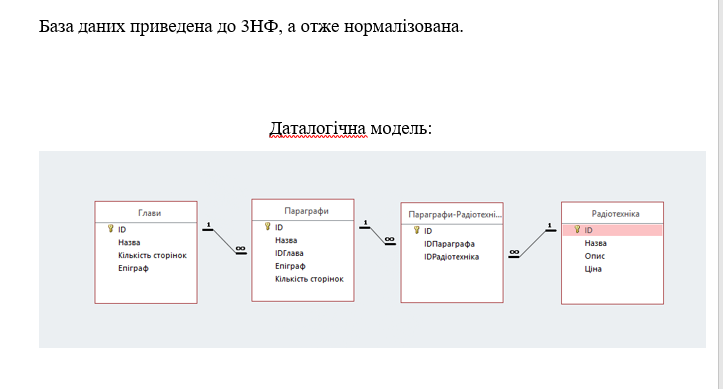 База даних приведена до 3НФ, а отже нормалізована.
Даталогічна модель:
Глави
ID
Назва
Кількість сторінок
Епіграф
1
∞
Параграфи
ID
Назва
IDГлава
Епіграф
Кількість сторінок
1
∞
Параграфи-Радіотехні...
ID
IDПараграфа
IDРадіотехніка
∞
1
Радіотехніка
ID
Назва
Опис
Ціна